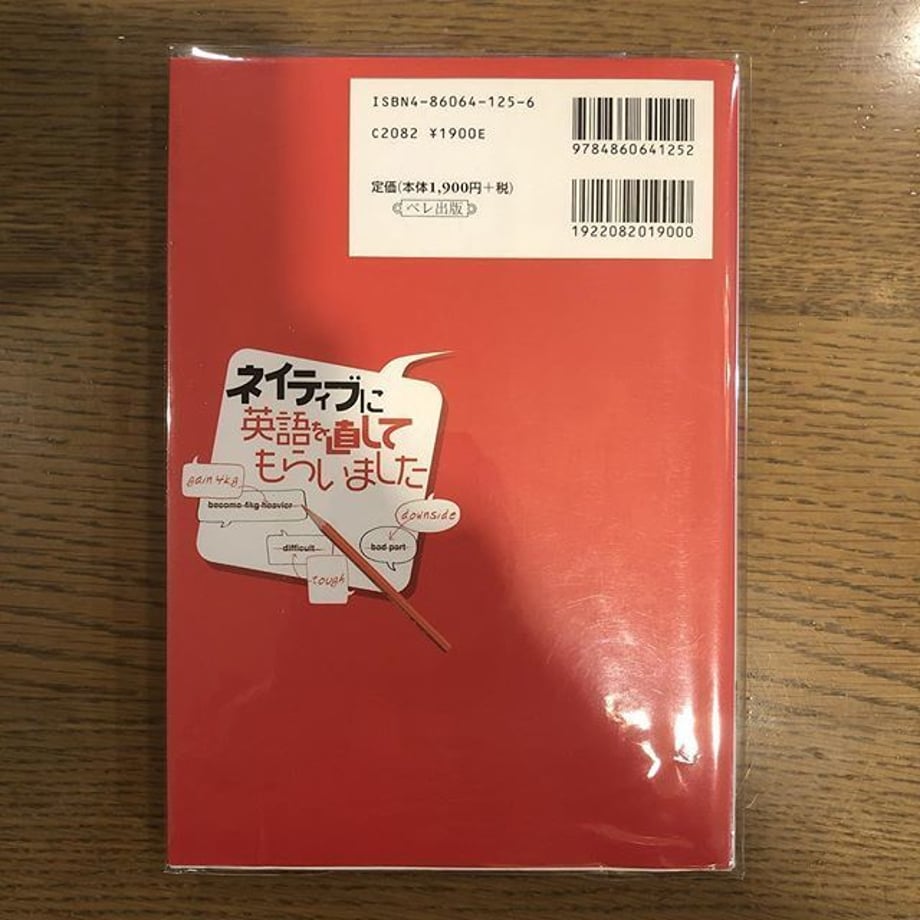 ISBN4-86064-125-6
C2082 ¥1900E
9784860641252
定価(本体1,900円+税)
ベレ出版
1922082019000
ネイティブに
英語を直して
もらいました
gain 4kg
become 4kg heavier
downside
difficult
bad part
tough